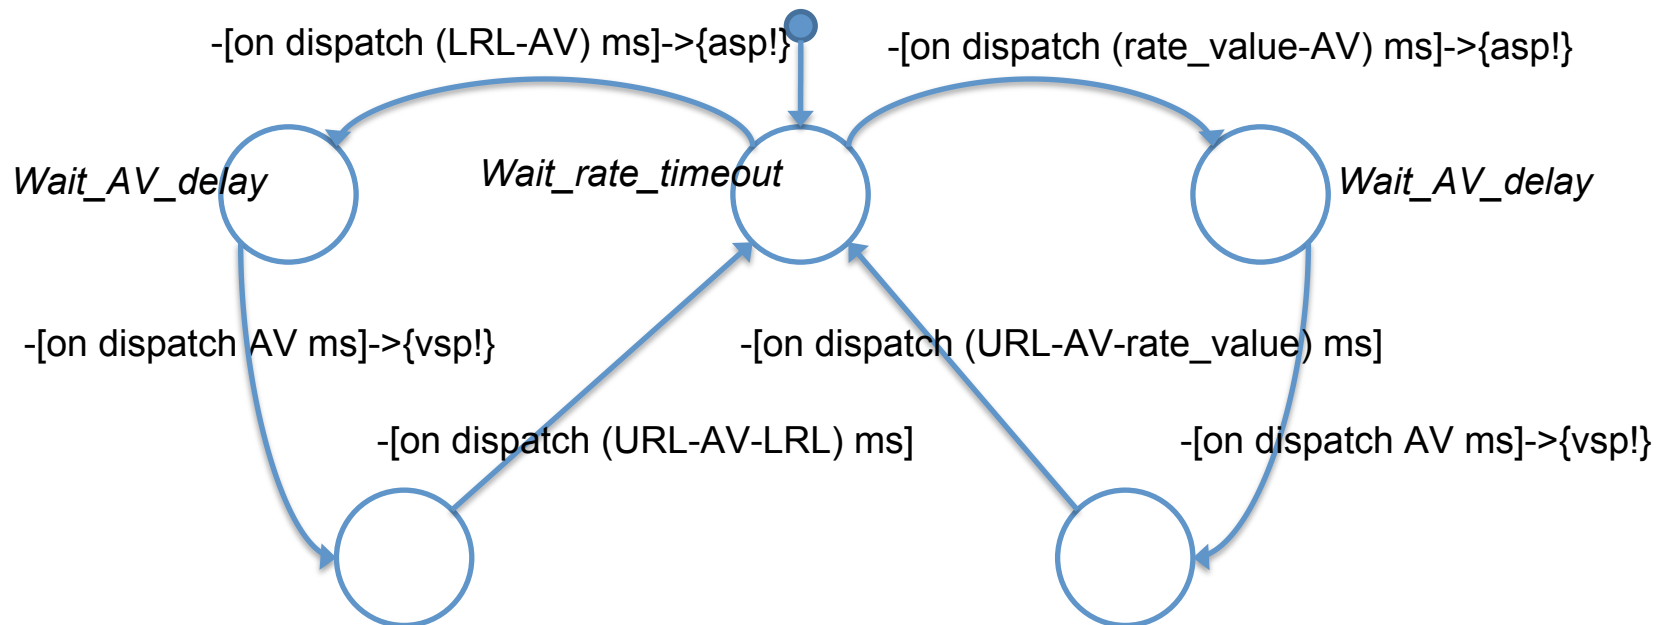 -[on dispatch (LRL-AV) ms]->{asp!}
-[on dispatch (rate_value-AV) ms]->{asp!}
Wait_AV_delay
Wait_rate_timeout
Wait_AV_delay
-[on dispatch AV ms]->{vsp!}
-[on dispatch (URL-AV-rate_value) ms]
-[on dispatch (URL-AV-LRL) ms]
-[on dispatch AV ms]->{vsp!}